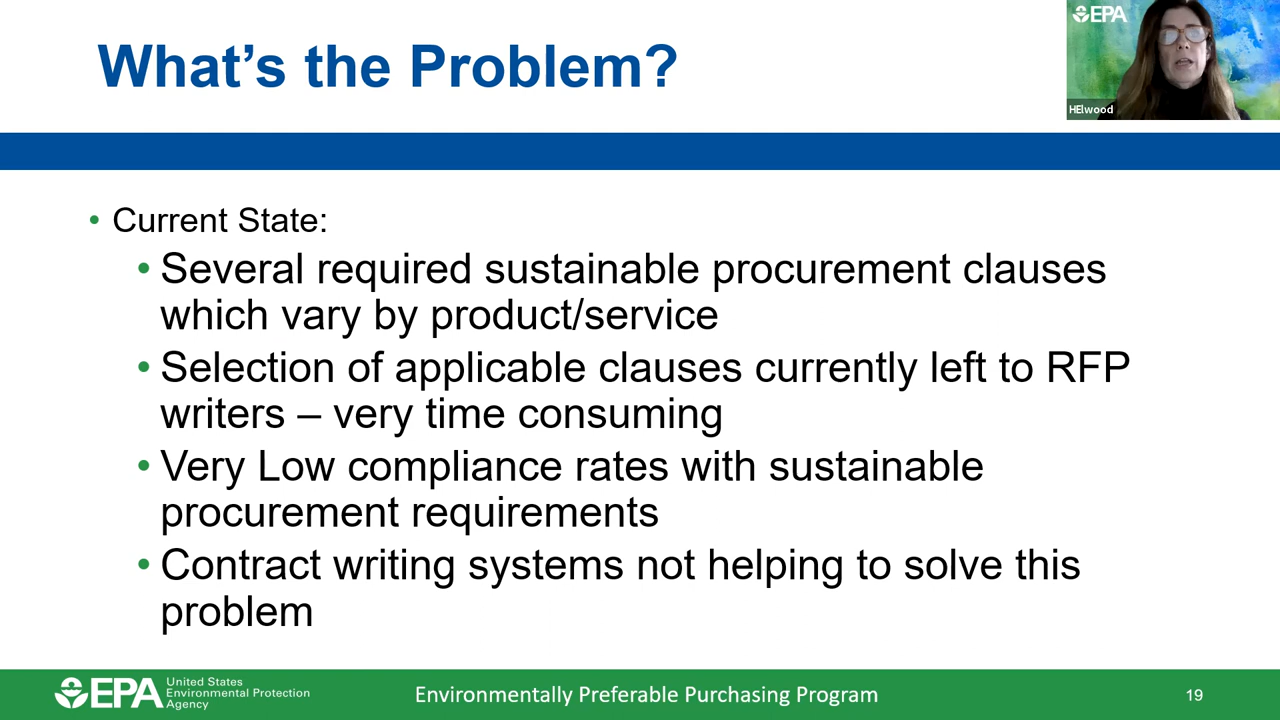 What's the Problem?
EPA
HElwood
• Current State:
• Several required sustainable procurement clauses
which vary by product/service
• Selection of applicable clauses currently left to RFP
writers – very time consuming
• Very Low compliance rates with sustainable
procurement requirements
• Contract writing systems not helping to solve this
problem
EPA
United States
Environmental Protection
Agency
Environmentally Preferable Purchasing Program
19